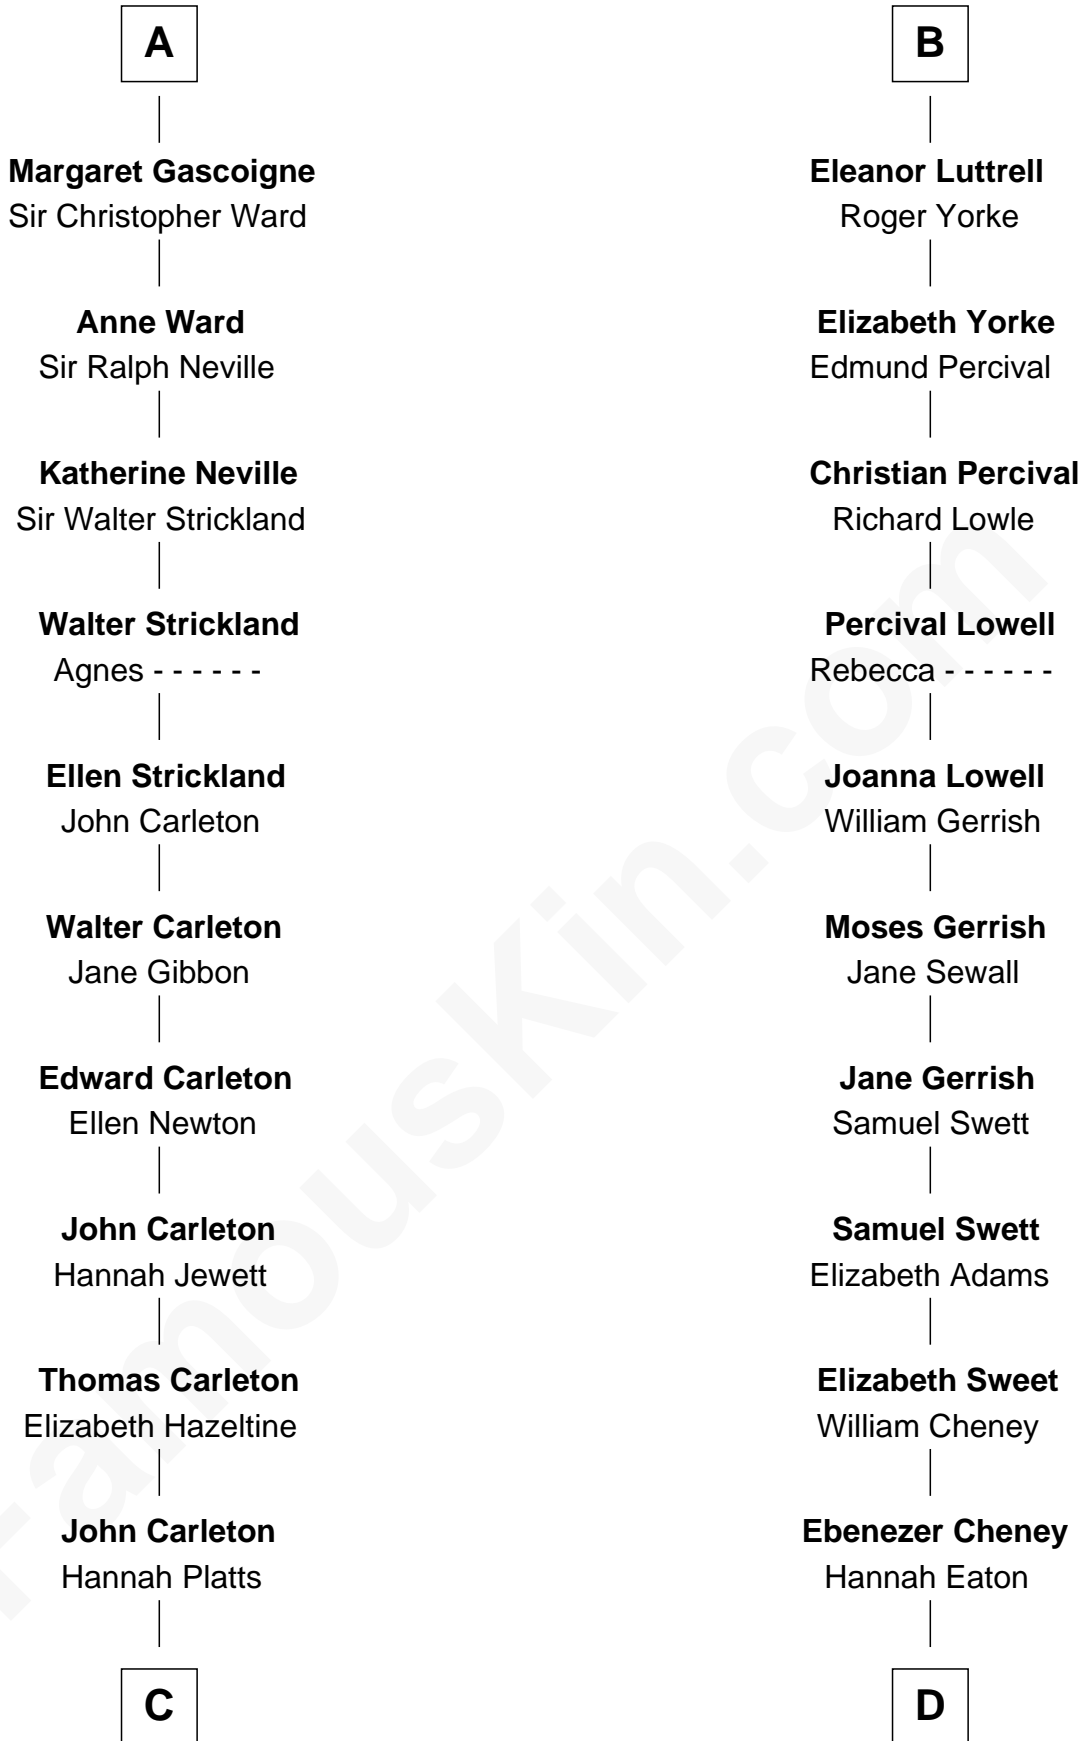 A
Margaret Gascoigne
Sir Christopher Ward
Anne Ward
Sir Ralph Neville
Katherine Neville
Sir Walter Strickland
Walter Strickland
Agnes - - - - - -
Ellen Strickland
John Carleton
Walter Carleton
Jane Gibbon
Edward Carleton
Ellen Newton
John Carleton
Hannah Jewett
Thomas Carleton
Elizabeth Hazeltine
John Carleton
Hannah Platts
C
B
Eleanor Luttrell
Roger Yorke
Elizabeth Yorke
Edmund Percival
Christian Percival
Richard Lowle
Percival Lowell
Rebecca - - - - - -
Joanna Lowell
William Gerrish
Moses Gerrish
Jane Sewall
Jane Gerrish
Samuel Swett
Samuel Swett
Elizabeth Adams
Elizabeth Sweet
William Cheney
Ebenezer Cheney
Hannah Eaton
D
FamousKin.com